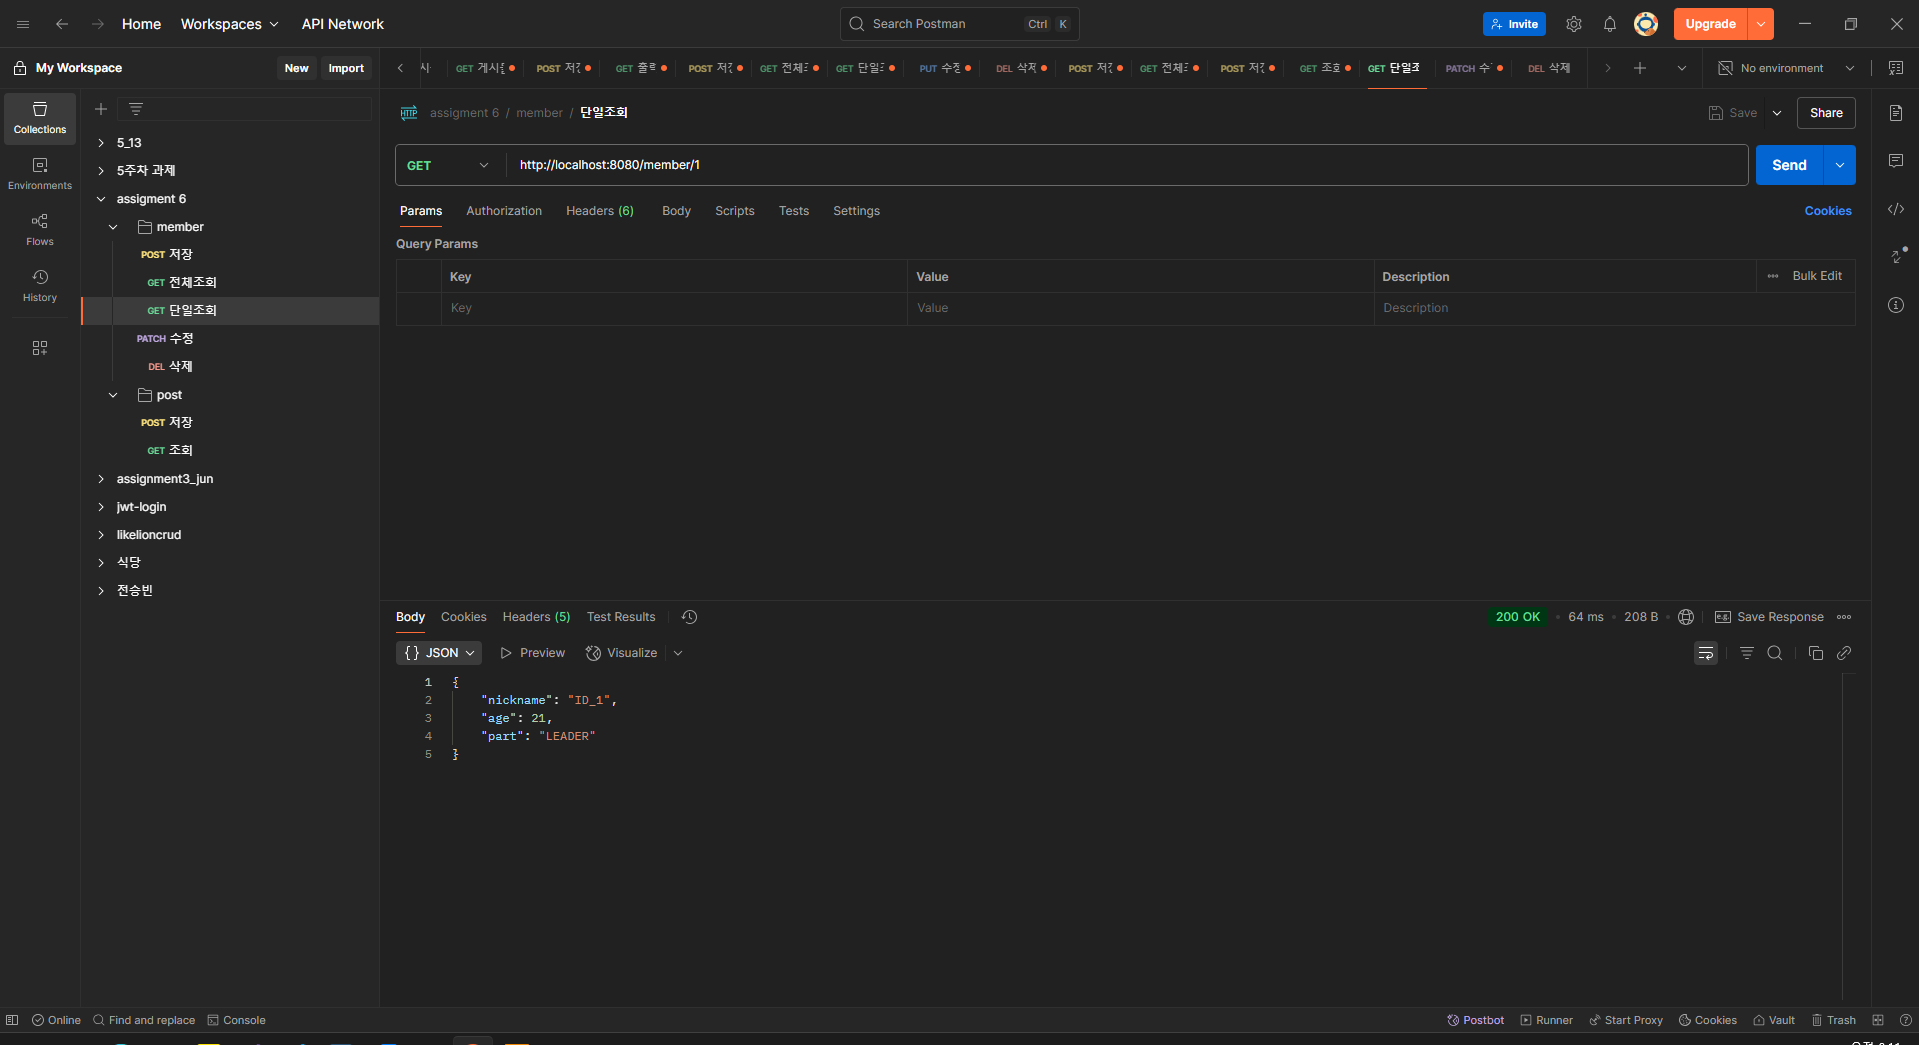 Home Workspaces API Network Search Postman Ctrl K Invite Upgrade
My Workspace New Import
GET POST GET POST GET 전체 GET 단일 PUT 수정 DEL 삭제 POST GET 전체 POST GET 조회 GET 단일조 PATCH 수 DEL 삭제 No environment
Collections
Environments
Flows
History
5_13
5주차 과제
assigment 6
member
POST 저장
GET 전체조회
GET 단일조회
PATCH 수정
DEL 삭제
post
POST 저장
GET 조회
assignment3_jun
jwt-login
likelioncrud
식당
전승빈
HTTP assigment 6 / member / 단일조회 Save Share
GET http://localhost:8080/member/1 Send
Params Authorization Headers (6) Body Scripts Tests Settings Cookies
Query Params
Key Value Description Bulk Edit
Key Value Description
Body Cookies Headers (5) Test Results 200 OK • 64 ms • 208 B • Save Response
{} JSON Preview Visualize
1 {
2 "nickname": "ID_1",
3 "age": 21,
4 "part": "LEADER"
5 }
Online Find and replace Console Postbot Runner Start Proxy Cookies Vault Trash